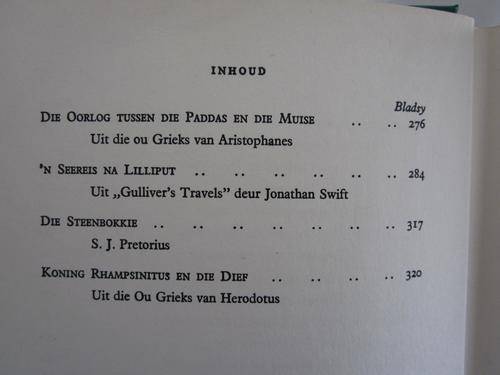 INHOUD
Bladsy
DIE OORLOG TUSSEN DIE PADDAS EN DIE MUISE .. .. 276
Uit die ou Grieks van Aristophanes
'N SEEREIS NA LILLIPUT .. .. .. .. .. .. 284
Uit „Gulliver's Travels” deur Jonathan Swift
DIE STEENBOKKIE .. .. .. .. .. .. .. 317
S. J. Pretorius
KONING RHAMPSINITUS EN DIE DIEF .. .. .. .. 320
Uit die Ou Grieks van Herodotus